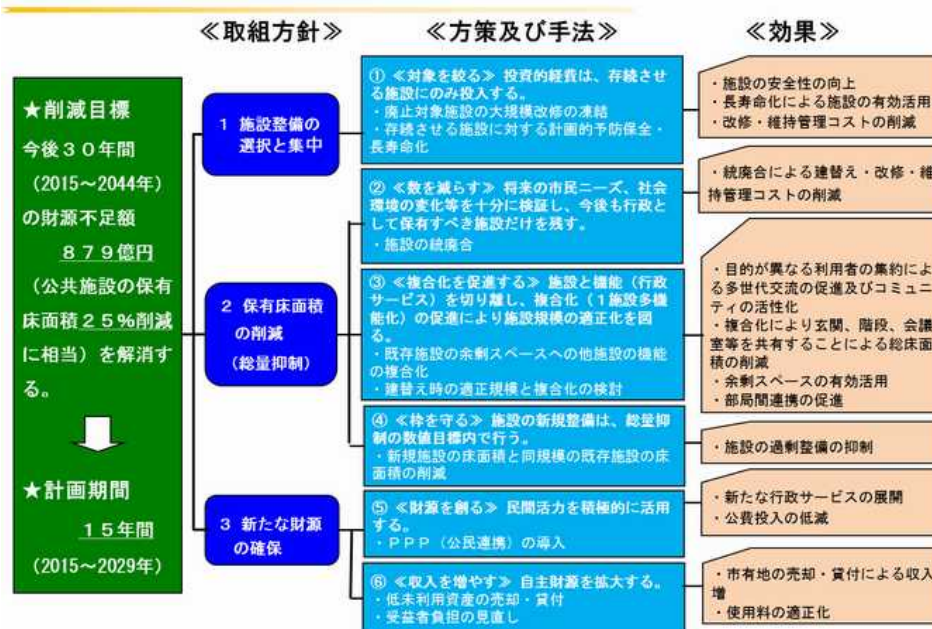 ≪取組方針≫
≪方策及び手法≫
≪効果≫
★削減目標
今後３０年間
(2015～2044年)
の財源不足額
８７９億円
(公共施設の保有
床面積２５%削減
に相当）を解消す
る。
★計画期間
１５年間
(2015～2029年)
1 施設整備の
選択と集中
2 保有床面積
の削減
(総量抑制)
3 新たな財源
の確保
① ≪対象を絞る≫ 投資的経費は、存続させ
る施設にのみ投入する。
・廃止対象施設の大規模改修の凍結
・存続させる施設に対する計画的予防保全・
長寿命化
② ≪数を減らす≫ 将来の市民ニーズ、社会
環境の変化等を十分に検証し、今後も行政と
して保有すべき施設だけを残す。
・施設の統廃合
③ ≪複合化を促進する≫ 施設と機能（行政
サービス）を切り離し、複合化（１施設多機
能化）の促進により施設規模の適正化を図
る。
・既存施設の余剰スペースへの他施設の機能
の複合化
・建替え時の適正規模と複合化の検討
④ ≪枠を守る≫ 施設の新規整備は、総量抑
制の数値目標内で行う。
・新規施設の床面積と同規模の既存施設の床
面積の削減
⑤ ≪財源を創る≫ 民間活力を積極的に活用
する。
・ＰＰＰ（公民連携）の導入
⑥ ≪収入を増やす≫ 自主財源を拡大する。
・低未利用資産の売却・貸付
・受益者負担の見直し
・施設の安全性の向上
・長寿命化による施設の有効活用
・改修・維持管理コストの削減
・統廃合による建替え・改修・維
持管理コストの削減
・目的が異なる利用者の集約によ
る多世代交流の促進及びコミュニ
ティの活性化
・複合化により玄関、階段、会議
室等を共有することによる総床面
積の削減
・余剰スペースの有効活用
・部局間連携の促進
・施設の過剰整備の抑制
・新たな行政サービスの展開
・公費投入の低減
・市有地の売却・貸付による収入
増
・使用料の適正化